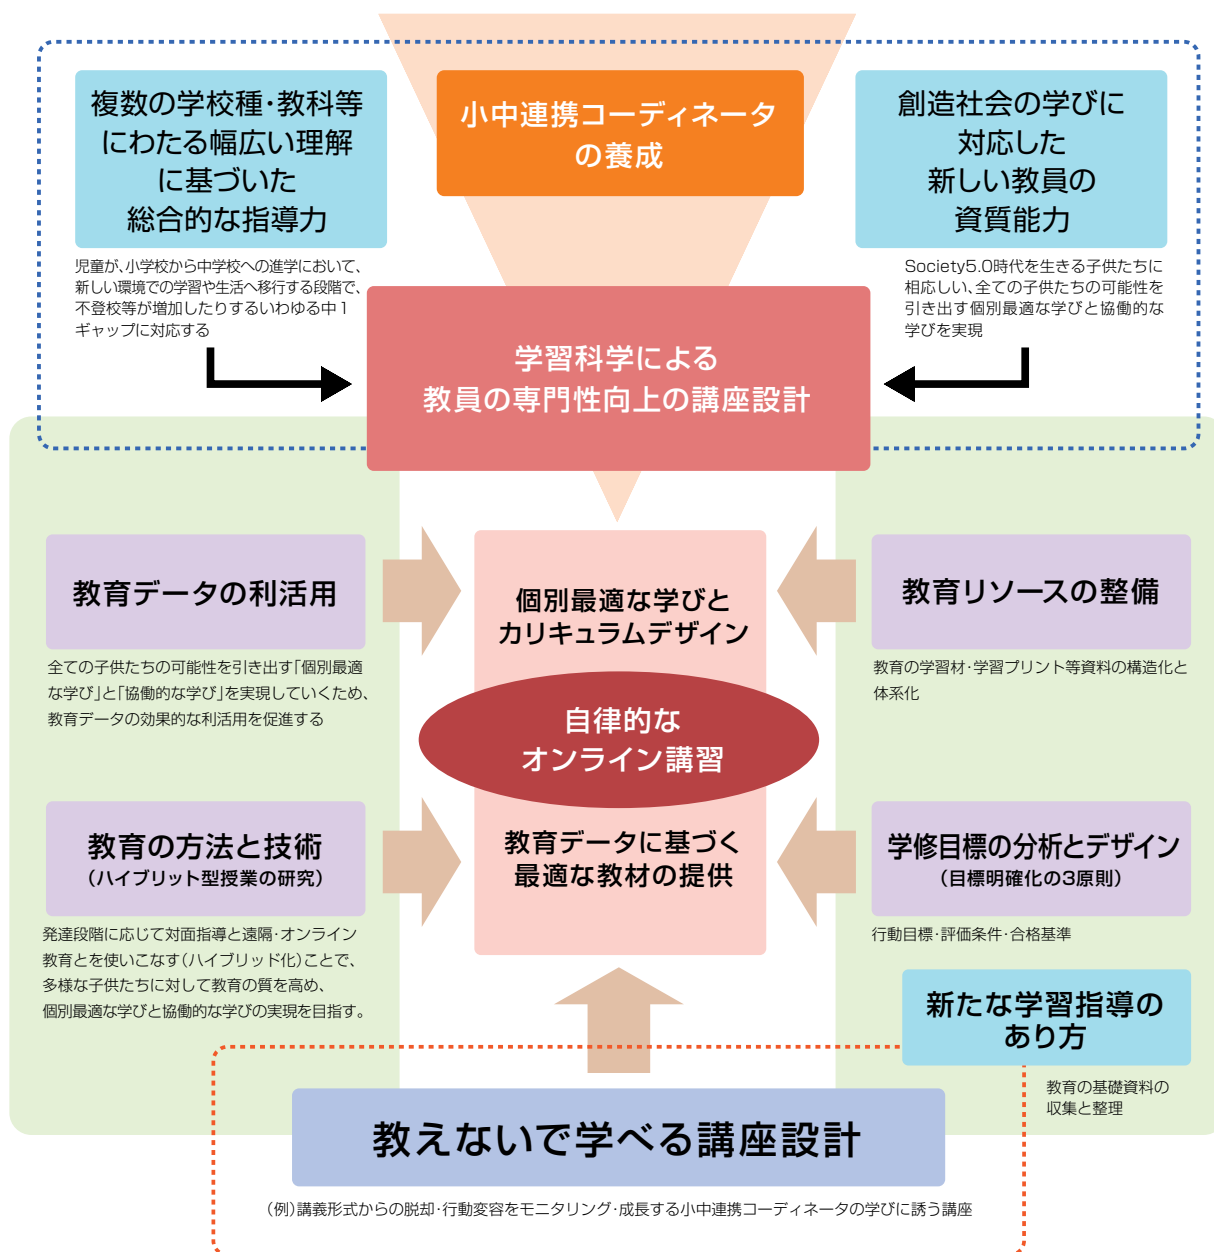 複数の学校種・教科等
にわたる幅広い理解
に基づいた
総合的な指導力
児童が、小学校から中学校への進学において、
新しい環境での学習や生活へ移行する段階で、
不登校等が増加したりするいわゆる中1
ギャップに対応する
小中連携コーディネータ
の養成
創造社会の学びに
対応した
新しい教員の
資質能力
Society5.0時代を生きる子供たちに
相応しい、全ての子供たちの可能性を
引き出す個別最適な学びと協働的な
学びを実現
学習科学による
教員の専門性向上の講座設計
教育データの利活用
全ての子供たちの可能性を引き出す「個別最適
な学び」と「協働的な学び」を実現していくため、
教育データの効果的な利活用を促進する
個別最適な学びと
カリキュラムデザイン
自律的な
オンライン講習
教育データに基づく
最適な教材の提供
教育リソースの整備
教育の学習材・学習プリント等資料の構造化と
体系化
教育の方法と技術
(ハイブリット型授業の研究)
発達段階に応じて対面指導と遠隔・オンライン
教育とを使いこなす(ハイブリッド化)ことで、
多様な子供たちに対して教育の質を高め、
個別最適な学びと協働的な学びの実現を目指す。
学修目標の分析とデザイン
(目標明確化の3原則)
行動目標・評価条件・合格基準
新たな学習指導の
あり方
教育の基礎資料の
収集と整理
教えないで学べる講座設計
(例)講義形式からの脱却・行動変容をモニタリング・成長する小中連携コーディネータの学びに誘う講座